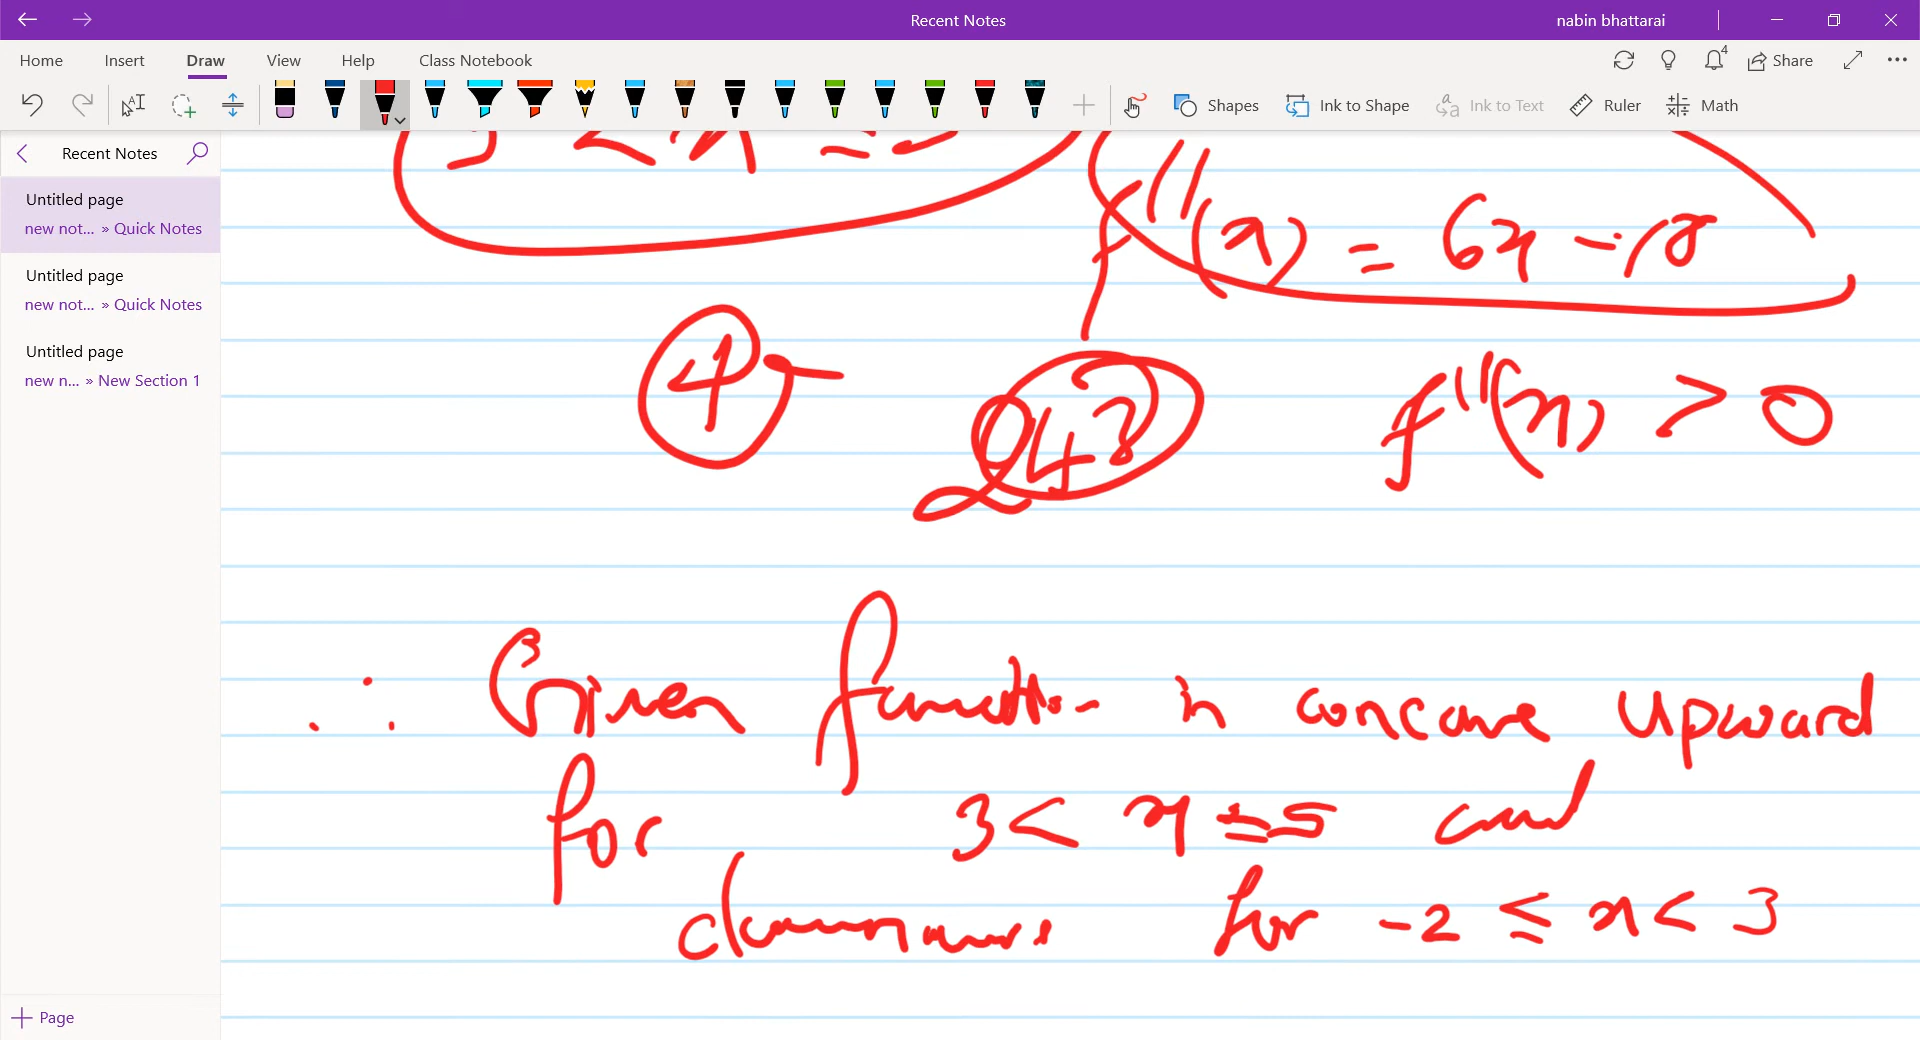 Recent Notes
nabin bhattarai
Home Insert Draw View Help Class Notebook
4
Share
Shapes Ink to Shape Ink to Text Ruler Math
Recent Notes
Untitled page
new not... » Quick Notes
Untitled page
new not... » Quick Notes
Untitled page
new n... » New Section 1
f''(x) = 6x - 18
4
f''(x) > 0
∴ Given function is concave upward
for 3 < x ≤ 5 and
for -2 ≤ x < 3
Page